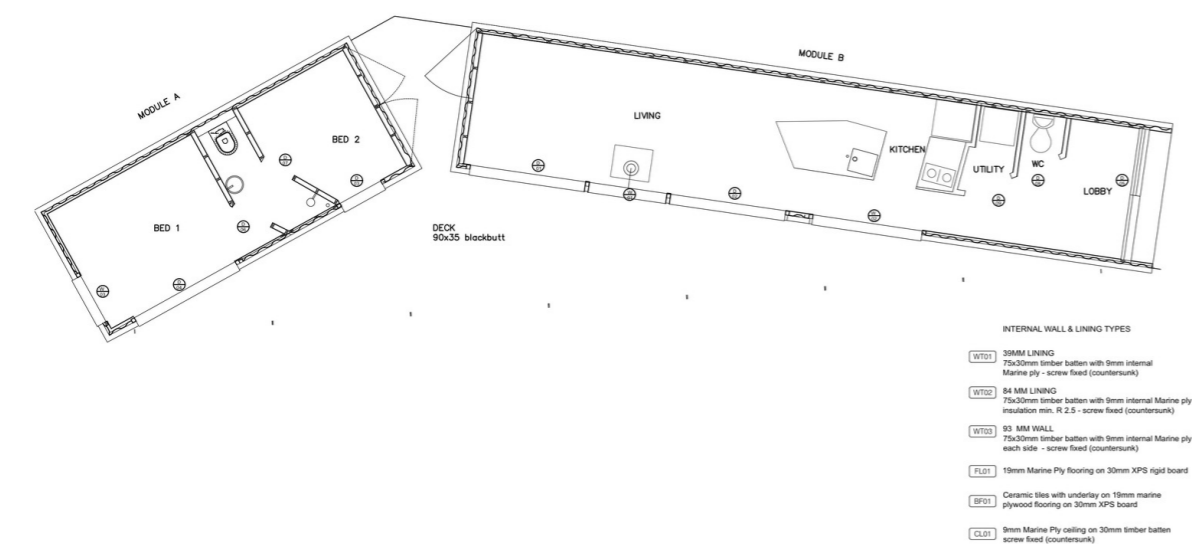 MODULE A
MODULE B
LIVING
BED 2
KITCHEN
UTILITY
WC
LOBBY
BED 1
DECK
90x35 blackbutt
INTERNAL WALL & LINING TYPES
WT01
39MM LINING
75x30mm timber batten with 9mm internal
Marine ply - screw fixed (countersunk)
WT02
84 MM LINING
75x30mm timber batten with 9mm internal Marine ply
insulation min. R 2.5 - screw fixed (countersunk)
WT03
93 MM WALL
75x30mm timber batten with 9mm internal Marine ply
each side - screw fixed (countersunk)
FL01
19mm Marine Ply flooring on 30mm XPS rigid board
BF01
Ceramic tiles with underlay on 19mm marine
plywood flooring on 30mm XPS board
CL01
9mm Marine Ply ceiling on 30mm timber batten
screw fixed (countersunk)